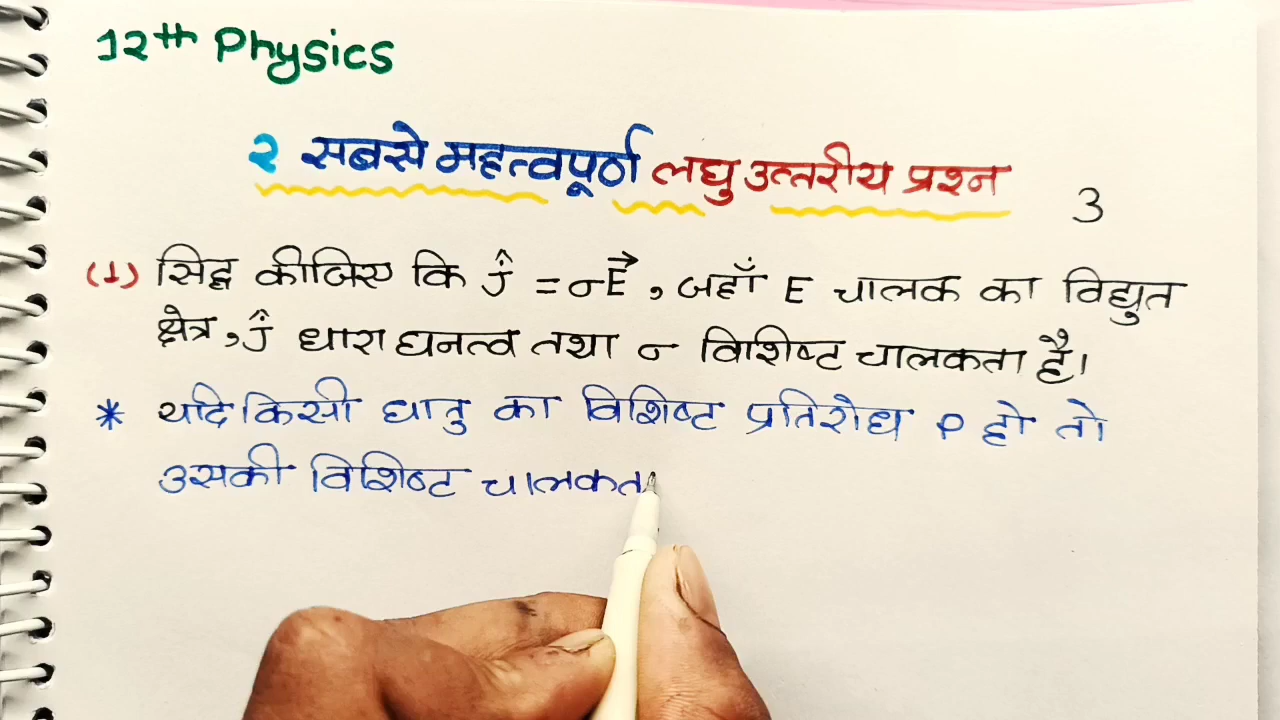 12th Physics
२ सबसे महत्वपूर्ण लघु उत्तरीय प्रश्न
3
(1) सिद्ध कीजिए कि ĵ = σE⃗ , जहाँ E चालक का विद्युत
क्षेत्र, ĵ धारा घनत्व तथा σ विशिष्ट चालकता है।
* यदि किसी धातु का विशिष्ट प्रतिरोध ρ हो तो
उसकी विशिष्ट चालकता